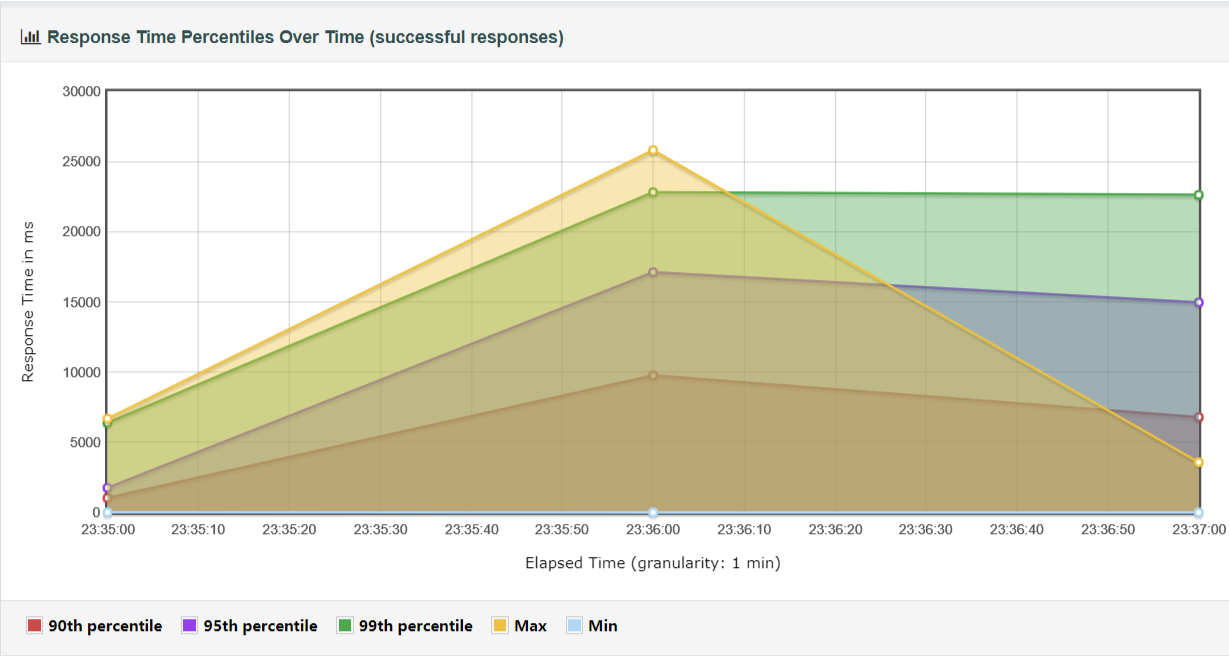 Response Time Percentiles Over Time (successful responses)
30000
25000
20000
15000
10000
5000
0
Response Time in ms
23:35:00 23:35:10 23:35:20 23:35:30 23:35:40 23:35:50 23:36:00 23:36:10 23:36:20 23:36:30 23:36:40 23:36:50 23:37:00
Elapsed Time (granularity: 1 min)
90th percentile 95th percentile 99th percentile Max Min